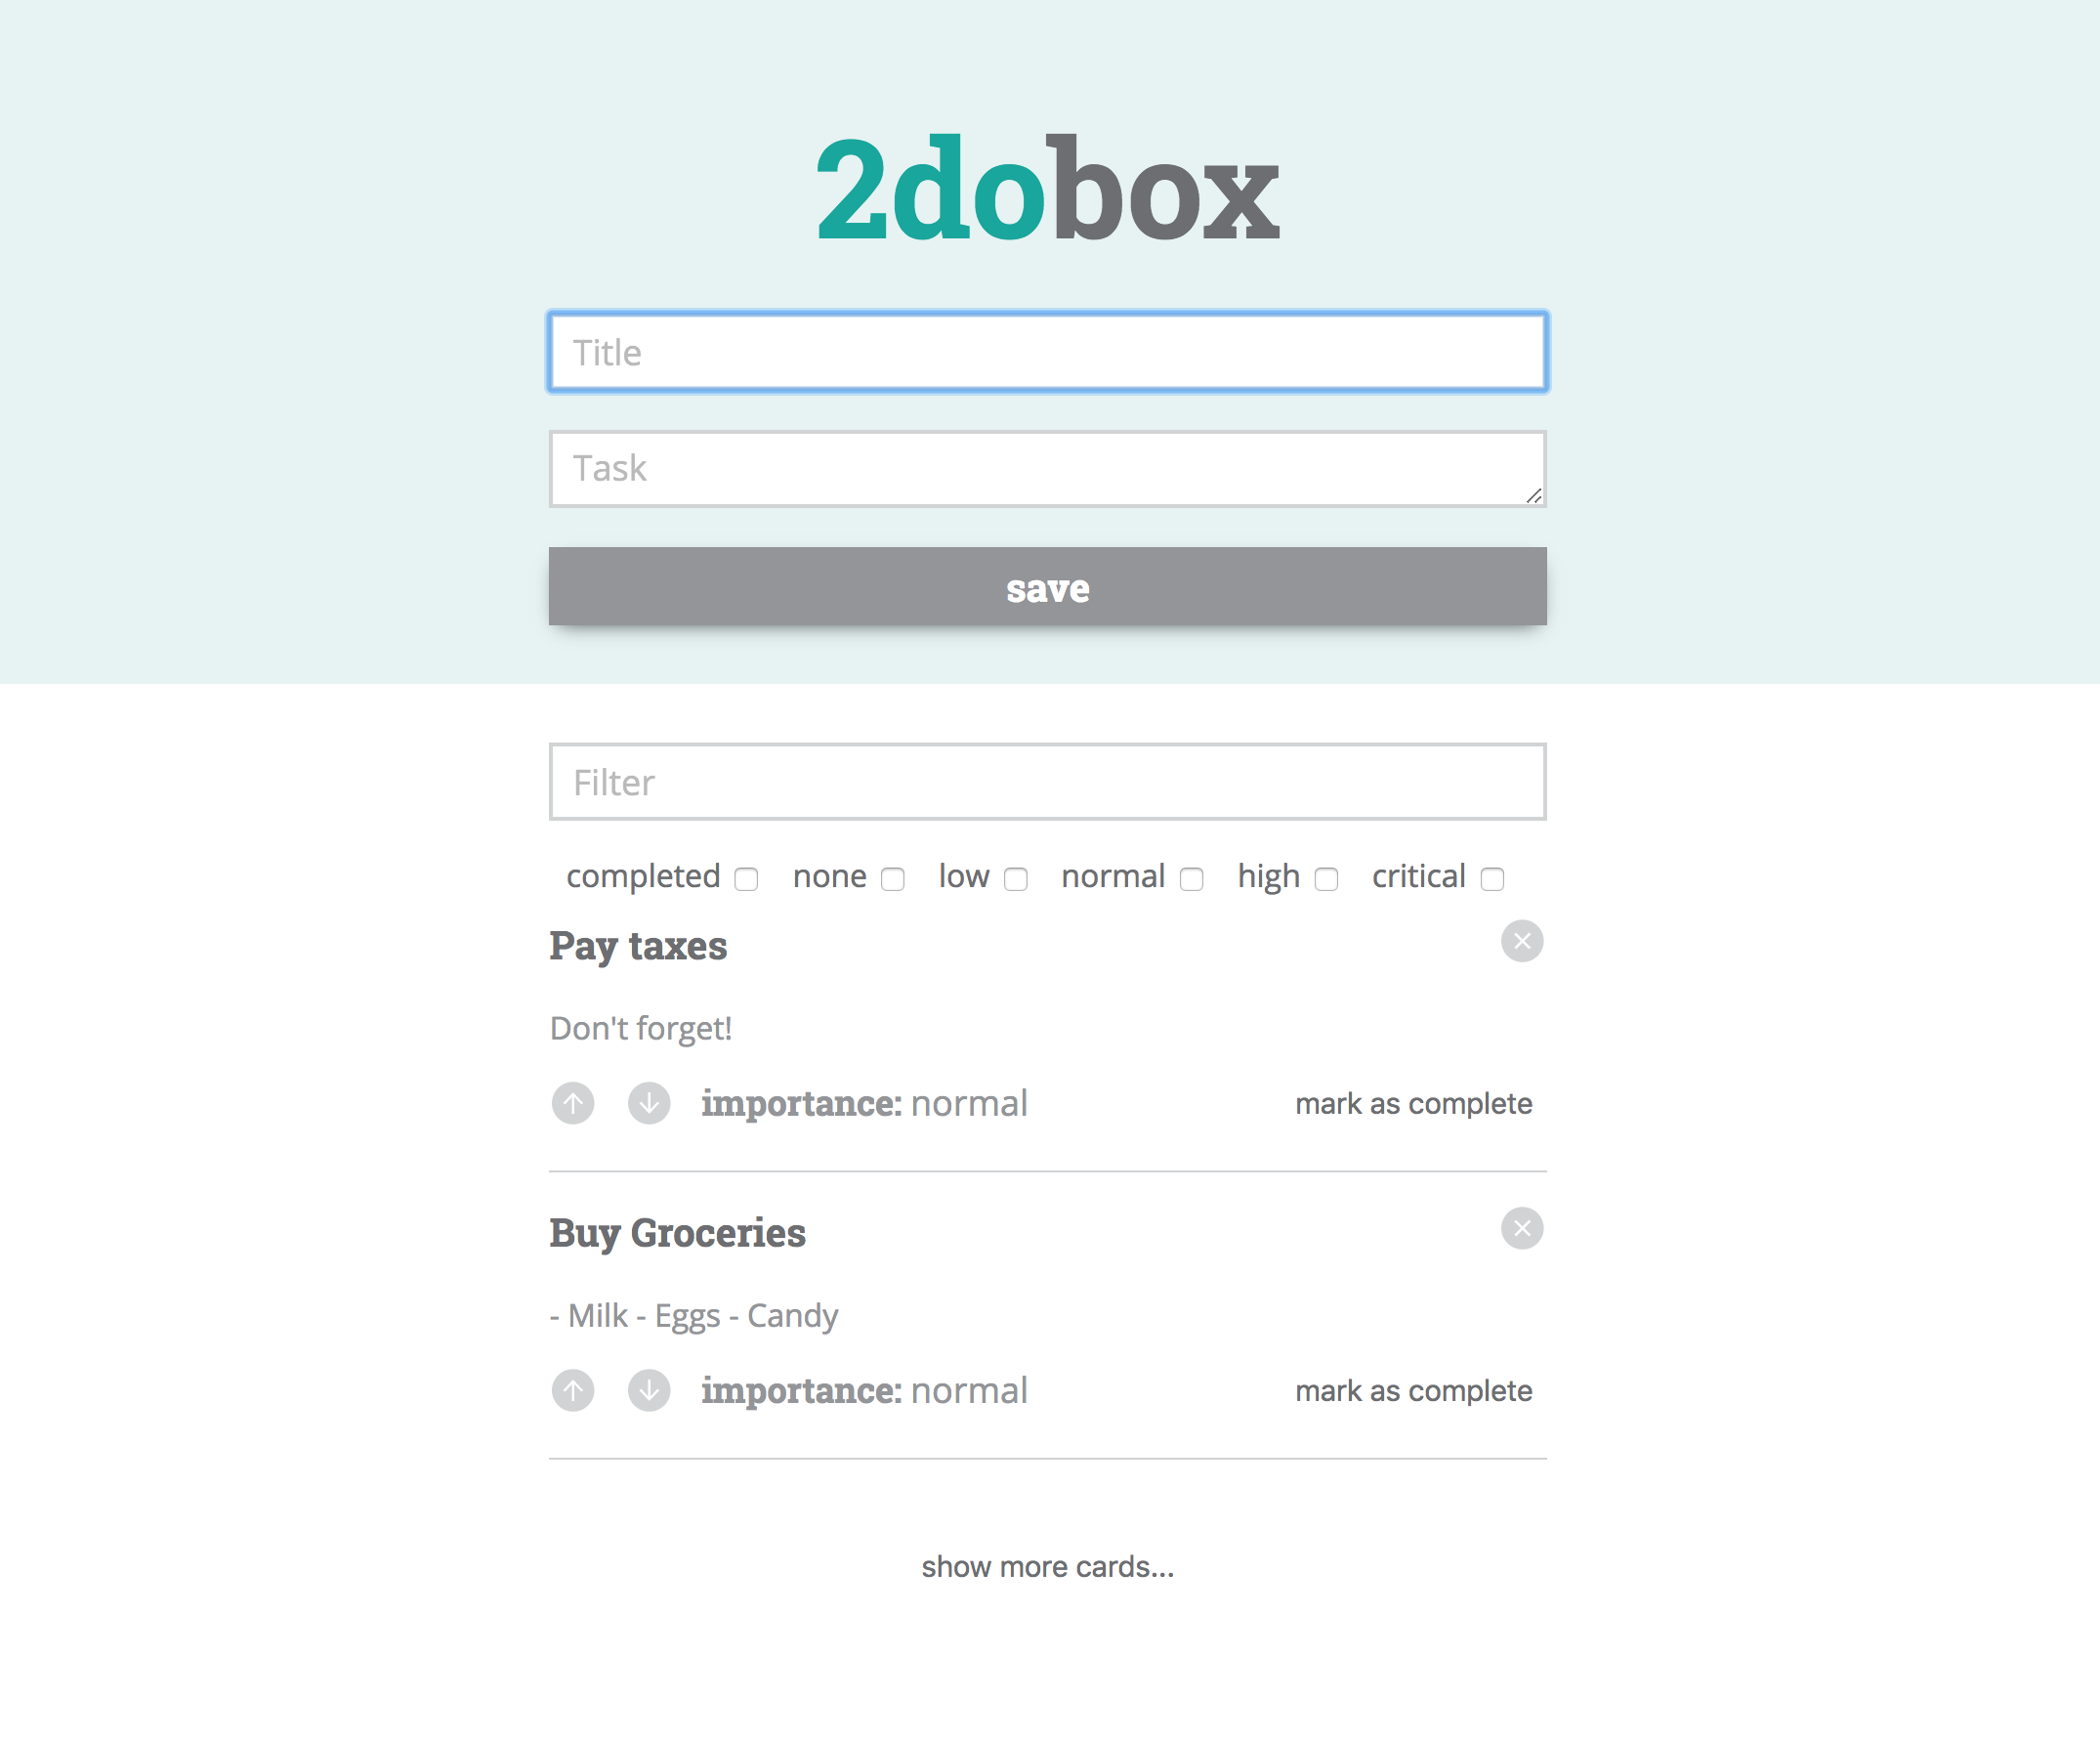 2dobox
Title
Task
save
Filter
completed none low normal high critical
Pay taxes
Don't forget!
importance: normal mark as complete
Buy Groceries
- Milk - Eggs - Candy
importance: normal mark as complete
show more cards...